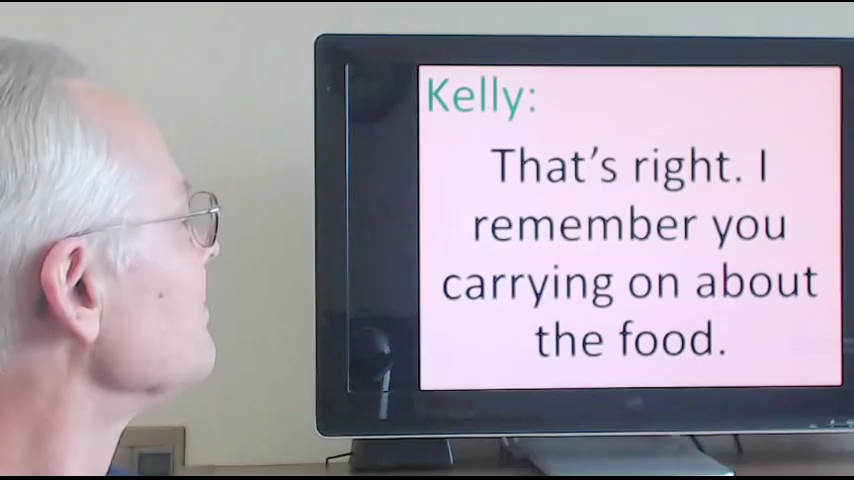 Kelly:
That's right. I
remember you
carrying on about
the food.